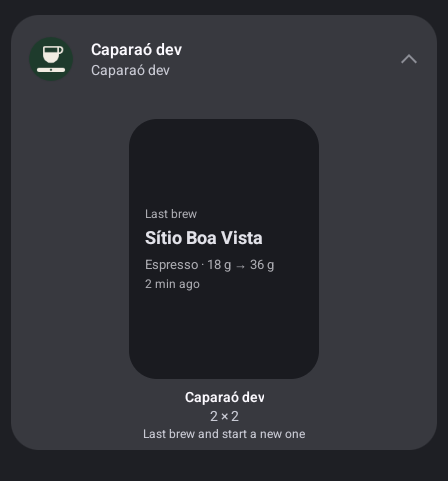 Caparaó dev
Caparaó dev
Last brew
Sítio Boa Vista
Espresso · 18 g → 36 g
2 min ago
Caparaó dev
2 × 2
Last brew and start a new one